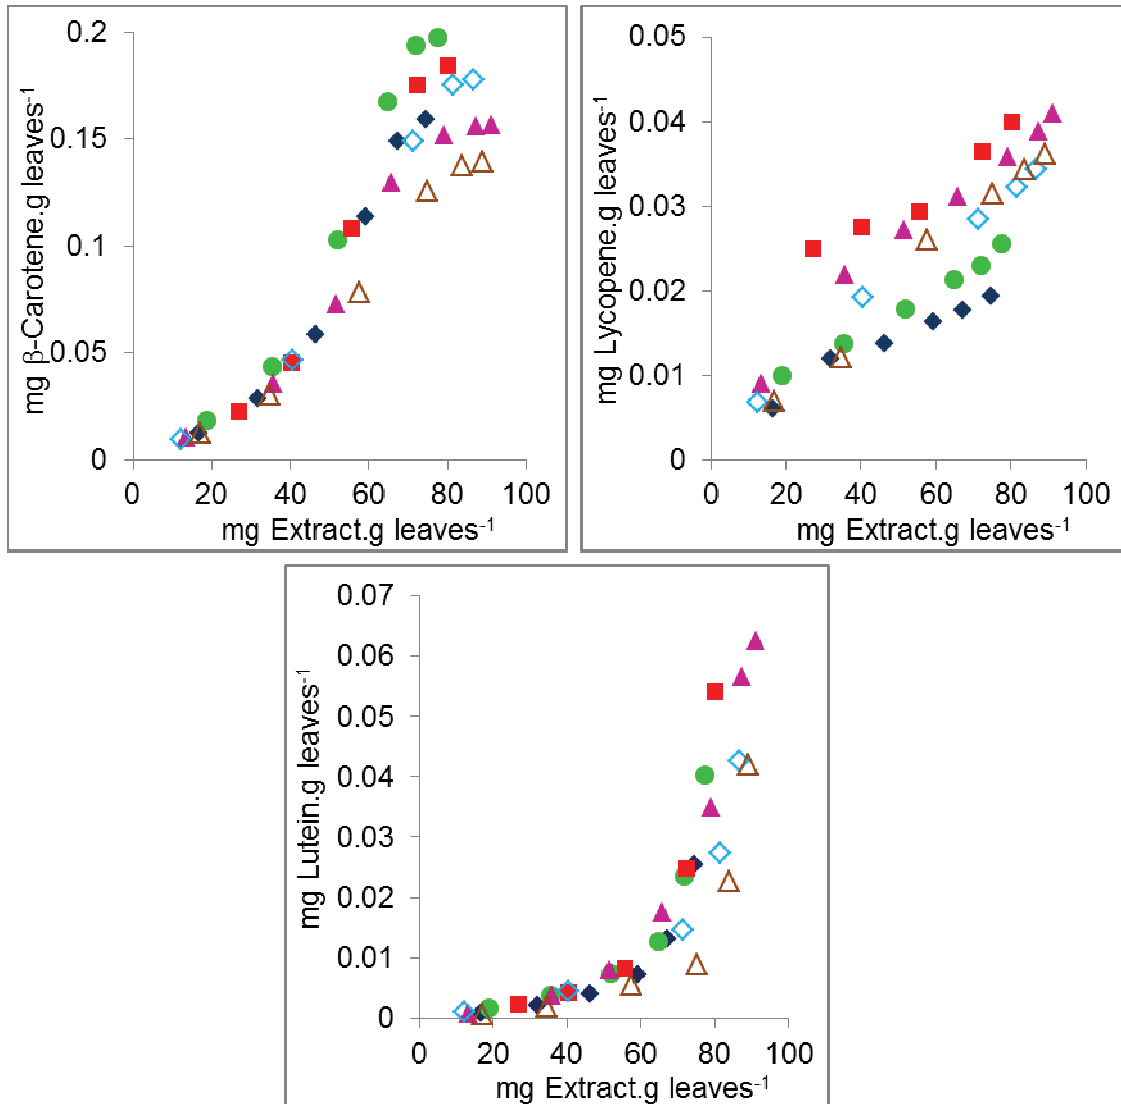 0.2
0.15
0.1
0.05
0
mg β-Carotene.g leaves⁻¹
0 20 40 60 80 100
mg Extract.g leaves⁻¹
0.05
0.04
0.03
0.02
0.01
0
mg Lycopene.g leaves⁻¹
0 20 40 60 80 100
mg Extract.g leaves⁻¹
0.07
0.06
0.05
0.04
0.03
0.02
0.01
0
mg Lutein.g leaves⁻¹
0 20 40 60 80 100
mg Extract.g leaves⁻¹